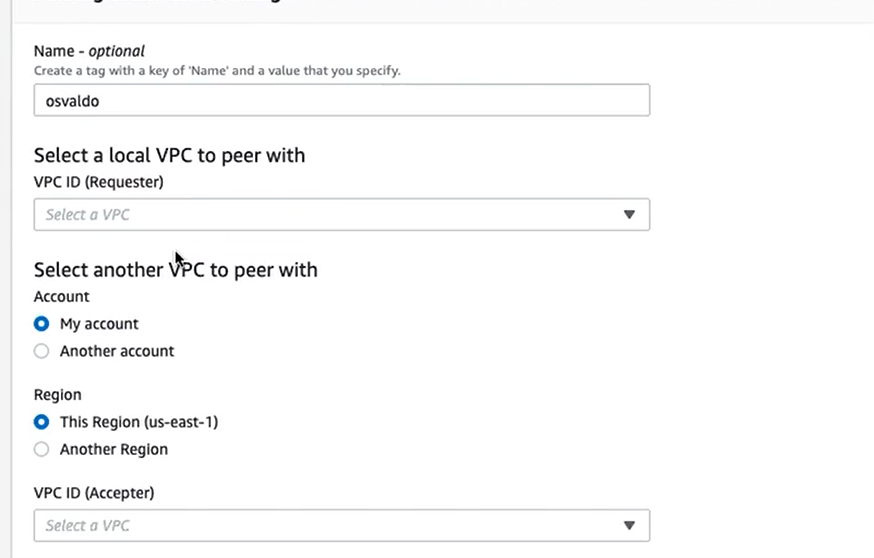 Name - optional
Create a tag with a key of 'Name' and a value that you specify.
osvaldo
Select a local VPC to peer with
VPC ID (Requester)
Select a VPC
Select another VPC to peer with
Account
My account
Another account
Region
This Region (us-east-1)
Another Region
VPC ID (Accepter)
Select a VPC